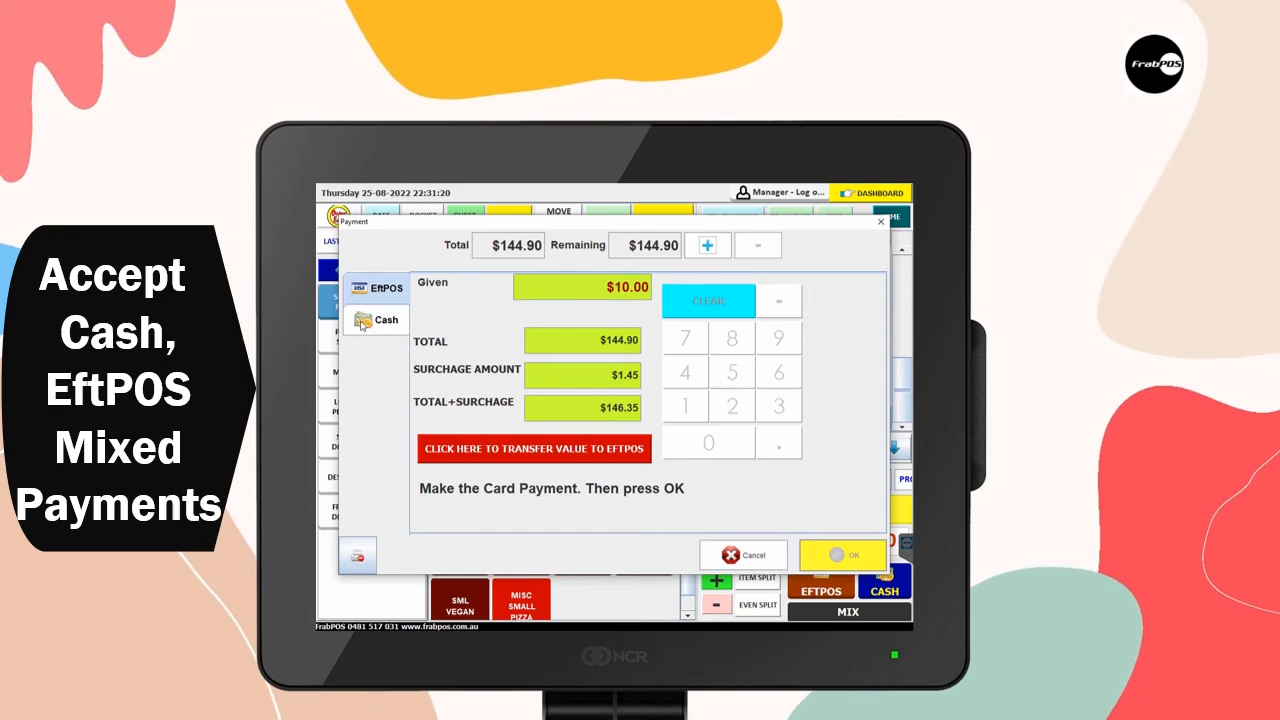 FrabPOS
Accept
Cash,
EftPOS
Mixed
Payments
Thursday 25-08-2022 22:31:20
Manager - Log o...
DASHBOARD
MOVE
Payment
Total
$144.90
Remaining
$144.90
+
-
EftPOS
Cash
Given
$10.00
CLEAR
-
7 8 9
4 5 6
1 2 3
0 .
TOTAL
$144.90
SURCHAGE AMOUNT
$1.45
TOTAL+SURCHAGE
$146.35
CLICK HERE TO TRANSFER VALUE TO EFTPOS
Make the Card Payment. Then press OK
Cancel
OK
SML
VEGAN
MISC
SMALL
PIZZA
+
ITEM SPLIT
-
EVEN SPLIT
EFTPOS
CASH
MIX
FrabPOS 0481 517 031 www.frabpos.com.au
NCR